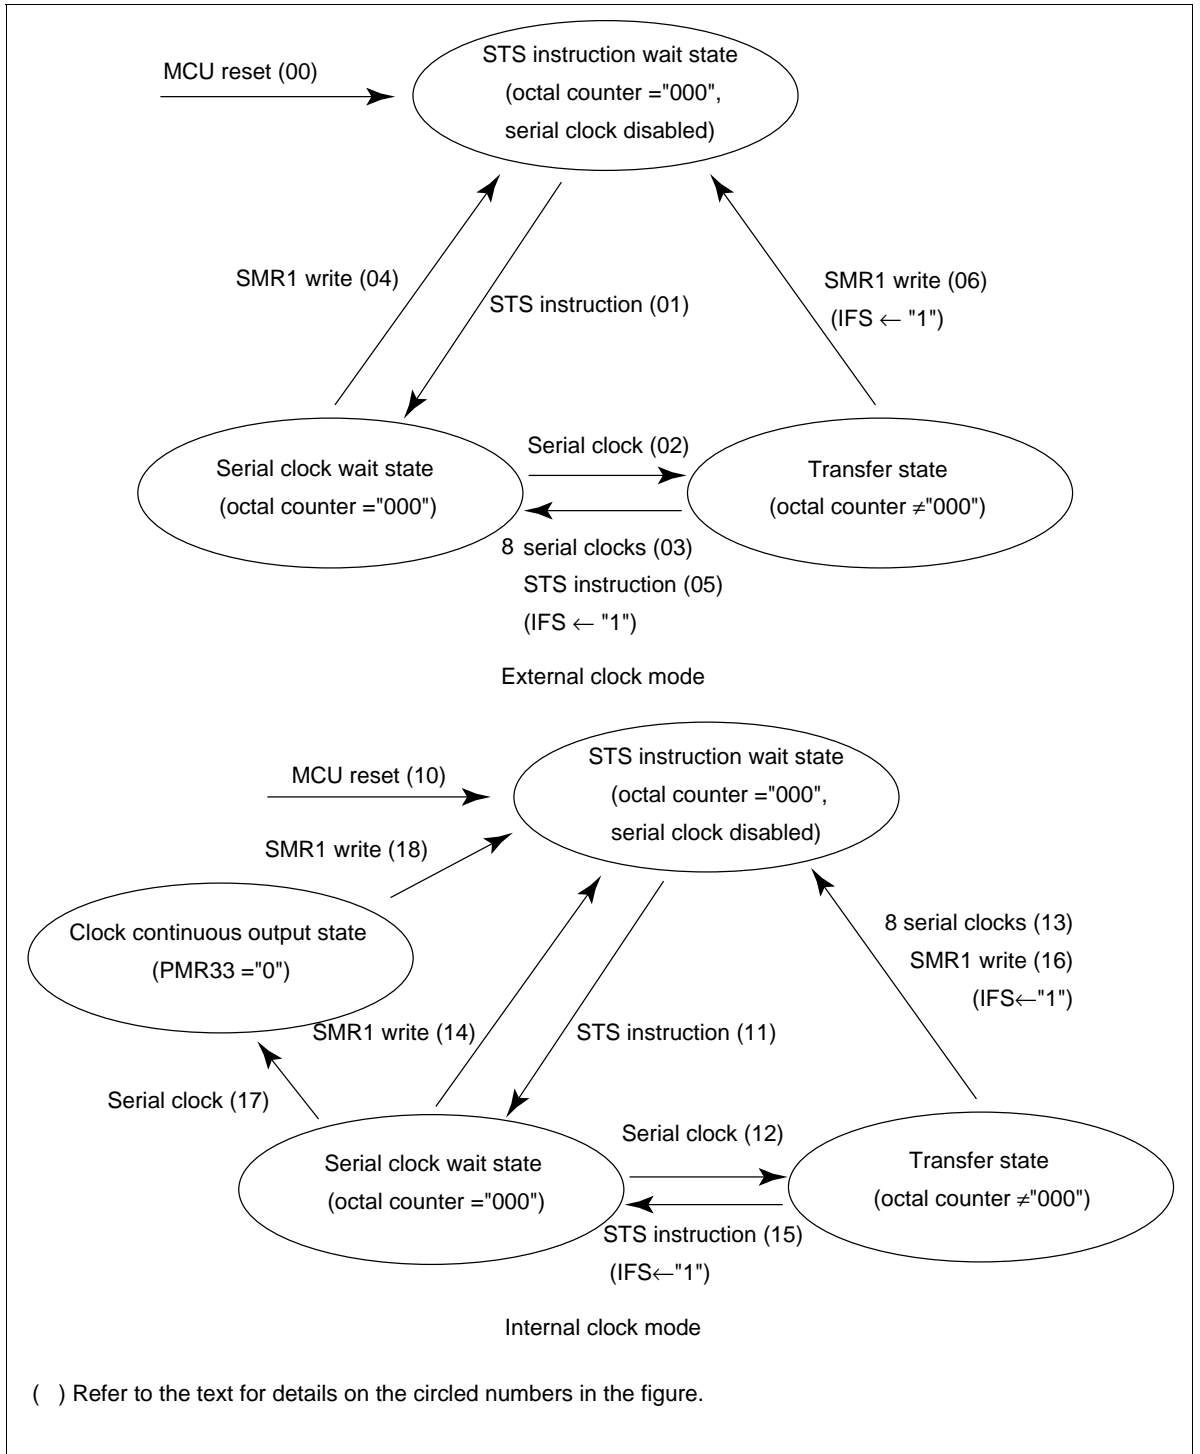 MCU reset (00)
STS instruction wait state
(octal counter ="000",
serial clock disabled)
SMR1 write (04)
STS instruction (01)
SMR1 write (06)
(IFS ← "1")
Serial clock wait state
(octal counter ="000")
Serial clock (02)
Transfer state
(octal counter ≠"000")
8 serial clocks (03)
STS instruction (05)
(IFS ← "1")
External clock mode
STS instruction wait state
(octal counter ="000",
serial clock disabled)
MCU reset (10)
SMR1 write (18)
Clock continuous output state
(PMR33 ="0")
8 serial clocks (13)
SMR1 write (16)
(IFS←"1")
SMR1 write (14)
STS instruction (11)
Serial clock (17)
Serial clock wait state
(octal counter ="000")
Serial clock (12)
Transfer state
(octal counter ≠"000")
STS instruction (15)
(IFS←"1")
Internal clock mode
(   ) Refer to the text for details on the circled numbers in the figure.